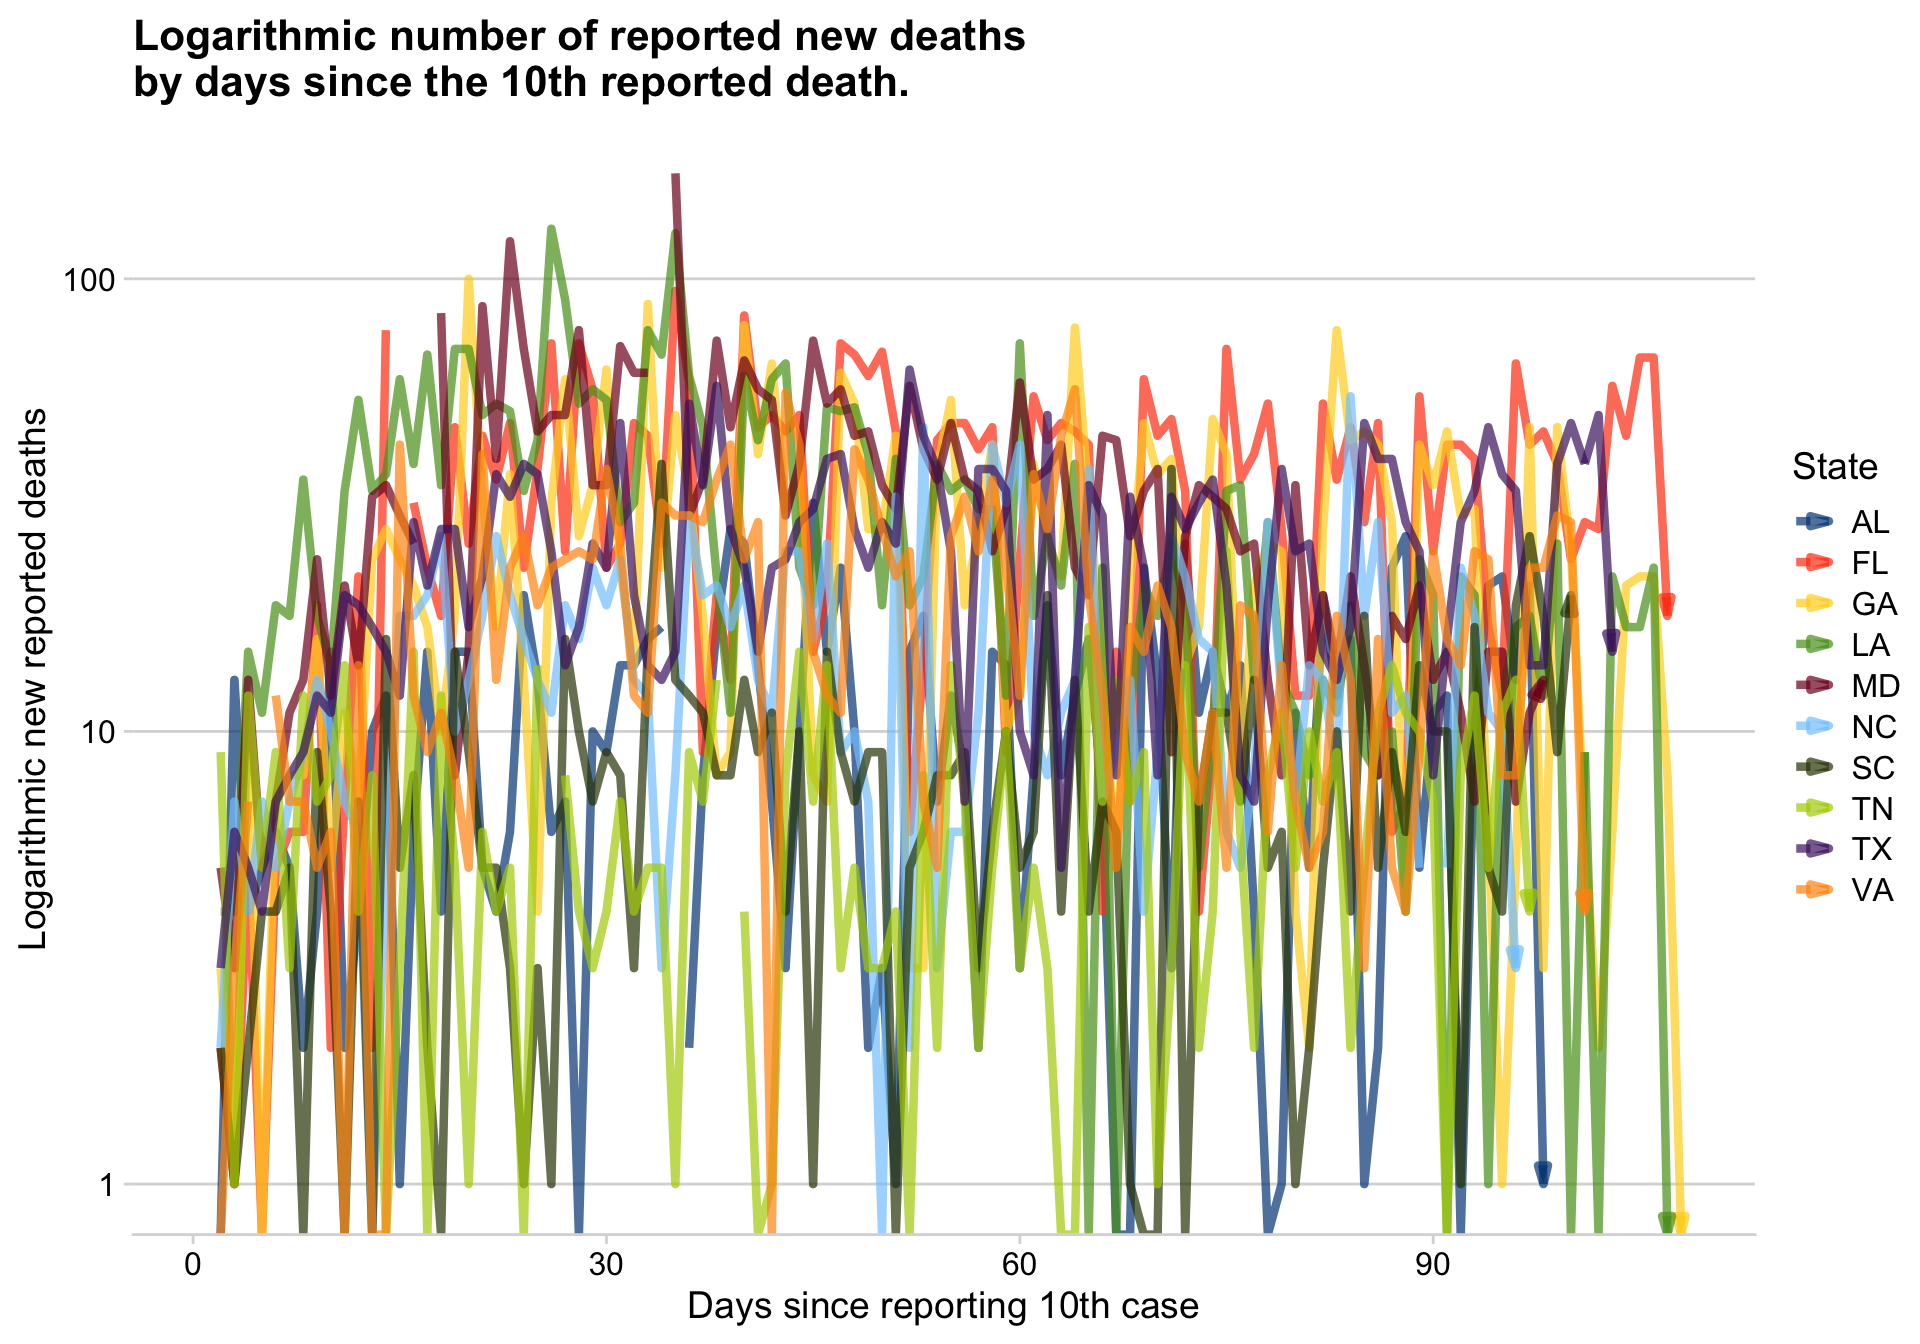 Logarithmic number of reported new deaths
by days since the 10th reported death.
Logarithmic new reported deaths
100
10
1
0
30
60
90
Days since reporting 10th case
State
AL
FL
GA
LA
MD
NC
SC
TN
TX
VA